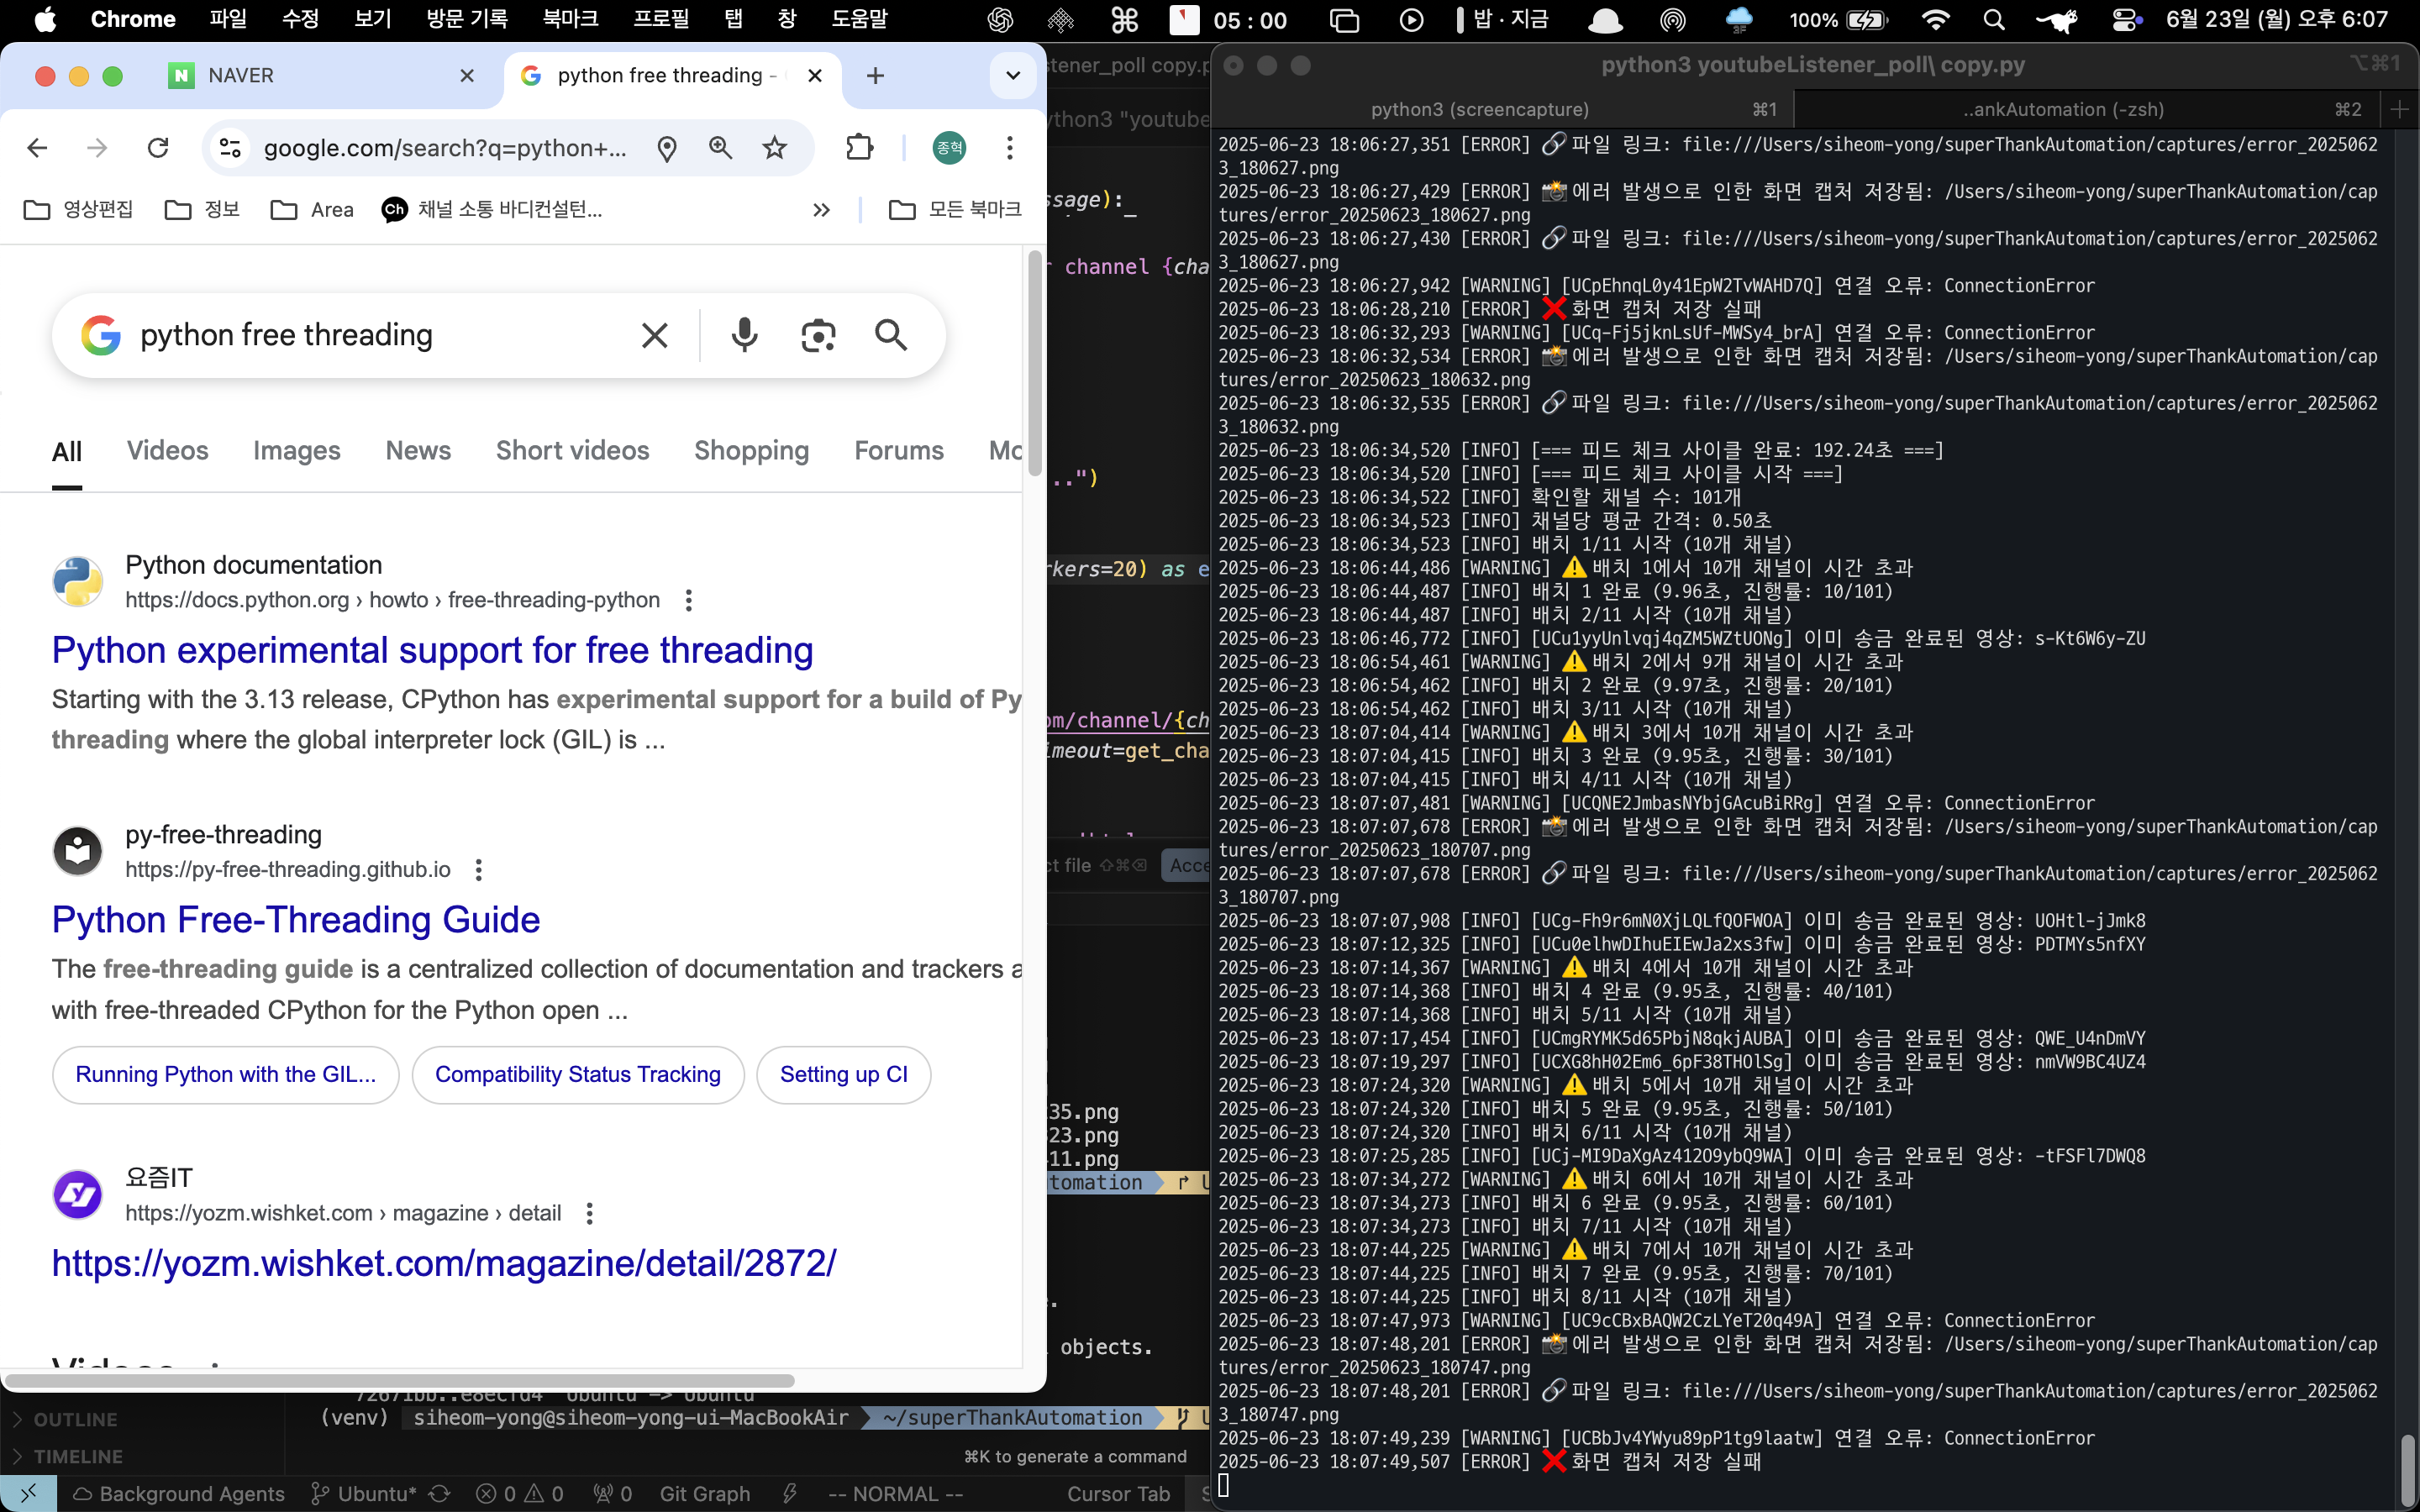 Chrome 파일 수정 보기 방문 기록 북마크 프로필 탭 창 도움말 05 : 00 밥 · 지금 100% 6월 23일 (월) 오후 6:07
NAVER
python free threading -
google.com/search?q=python+...
종혁
영상편집 정보 Area 채널 소통 바디컨설턴... 모든 북마크
python free threading
All Videos Images News Short videos Shopping Forums
Python documentation
https://docs.python.org › howto › free-threading-python
Python experimental support for free threading
Starting with the 3.13 release, CPython has experimental support for a build of Py
threading where the global interpreter lock (GIL) is ...
py-free-threading
https://py-free-threading.github.io
Python Free-Threading Guide
The free-threading guide is a centralized collection of documentation and trackers
with free-threaded CPython for the Python open ...
Running Python with the GIL... Compatibility Status Tracking Setting up CI
요즘IT
https://yozm.wishket.com › magazine › detail
https://yozm.wishket.com/magazine/detail/2872/
stener_poll copy.p
ython3 "youtube
ssage):
r channel {cha
..")
rkers=20) as e
om/channel/{ch
imeout=get_cha
ct file
35.png
23.png
11.png
tomation
objects.
(venv) siheom-yong@siheom-yong-ui-MacBookAir ~/superThankAutomation
OUTLINE
TIMELINE
⌘K to generate a command
Background Agents Ubuntu* 0 0 0 Git Graph -- NORMAL -- Cursor Tab
python3 youtubeListener_poll\ copy.py ⌥⌘1
python3 (screencapture) ⌘1 ..ankAutomation (-zsh) ⌘2
2025-06-23 18:06:27,351 [ERROR] 🔗 파일 링크: file:///Users/siheom-yong/superThankAutomation/captures/error_2025062
3_180627.png
2025-06-23 18:06:27,429 [ERROR] 📸 에러 발생으로 인한 화면 캡처 저장됨: /Users/siheom-yong/superThankAutomation/cap
tures/error_20250623_180627.png
2025-06-23 18:06:27,430 [ERROR] 🔗 파일 링크: file:///Users/siheom-yong/superThankAutomation/captures/error_2025062
3_180627.png
2025-06-23 18:06:27,942 [WARNING] [UCpEhnqL0y41EpW2TvWAHD7Q] 연결 오류: ConnectionError
2025-06-23 18:06:28,210 [ERROR] ❌ 화면 캡처 저장 실패
2025-06-23 18:06:32,293 [WARNING] [UCq-Fj5jknLsUf-MWSy4_brA] 연결 오류: ConnectionError
2025-06-23 18:06:32,534 [ERROR] 📸 에러 발생으로 인한 화면 캡처 저장됨: /Users/siheom-yong/superThankAutomation/cap
tures/error_20250623_180632.png
2025-06-23 18:06:32,535 [ERROR] 🔗 파일 링크: file:///Users/siheom-yong/superThankAutomation/captures/error_2025062
3_180632.png
2025-06-23 18:06:34,520 [INFO] [=== 피드 체크 사이클 완료: 192.24초 ===]
2025-06-23 18:06:34,520 [INFO] [=== 피드 체크 사이클 시작 ===]
2025-06-23 18:06:34,522 [INFO] 확인할 채널 수: 101개
2025-06-23 18:06:34,523 [INFO] 채널당 평균 간격: 0.50초
2025-06-23 18:06:34,523 [INFO] 배치 1/11 시작 (10개 채널)
2025-06-23 18:06:44,486 [WARNING] ⚠️ 배치 1에서 10개 채널이 시간 초과
2025-06-23 18:06:44,487 [INFO] 배치 1 완료 (9.96초, 진행률: 10/101)
2025-06-23 18:06:44,487 [INFO] 배치 2/11 시작 (10개 채널)
2025-06-23 18:06:46,772 [INFO] [UCu1yyUnlvqj4qZM5WZtUONg] 이미 송금 완료된 영상: s-Kt6W6y-ZU
2025-06-23 18:06:54,461 [WARNING] ⚠️ 배치 2에서 9개 채널이 시간 초과
2025-06-23 18:06:54,462 [INFO] 배치 2 완료 (9.97초, 진행률: 20/101)
2025-06-23 18:06:54,462 [INFO] 배치 3/11 시작 (10개 채널)
2025-06-23 18:07:04,414 [WARNING] ⚠️ 배치 3에서 10개 채널이 시간 초과
2025-06-23 18:07:04,415 [INFO] 배치 3 완료 (9.95초, 진행률: 30/101)
2025-06-23 18:07:04,415 [INFO] 배치 4/11 시작 (10개 채널)
2025-06-23 18:07:07,481 [WARNING] [UCQNE2JmbasNYbjGAcuBiRRg] 연결 오류: ConnectionError
2025-06-23 18:07:07,678 [ERROR] 📸 에러 발생으로 인한 화면 캡처 저장됨: /Users/siheom-yong/superThankAutomation/cap
tures/error_20250623_180707.png
2025-06-23 18:07:07,678 [ERROR] 🔗 파일 링크: file:///Users/siheom-yong/superThankAutomation/captures/error_2025062
3_180707.png
2025-06-23 18:07:07,908 [INFO] [UCg-Fh9r6mN0XjLQLfQOFWOA] 이미 송금 완료된 영상: UOHtl-jJmk8
2025-06-23 18:07:12,325 [INFO] [UCu0elhwDIhuEIEwJa2xs3fw] 이미 송금 완료된 영상: PDTMYs5nfXY
2025-06-23 18:07:14,367 [WARNING] ⚠️ 배치 4에서 10개 채널이 시간 초과
2025-06-23 18:07:14,368 [INFO] 배치 4 완료 (9.95초, 진행률: 40/101)
2025-06-23 18:07:14,368 [INFO] 배치 5/11 시작 (10개 채널)
2025-06-23 18:07:17,454 [INFO] [UCmgRYMK5d65PbjN8qkjAUBA] 이미 송금 완료된 영상: QWE_U4nDmVY
2025-06-23 18:07:19,297 [INFO] [UCXG8hH02Em6_6pF38THOlSg] 이미 송금 완료된 영상: nmVW9BC4UZ4
2025-06-23 18:07:24,320 [WARNING] ⚠️ 배치 5에서 10개 채널이 시간 초과
2025-06-23 18:07:24,320 [INFO] 배치 5 완료 (9.95초, 진행률: 50/101)
2025-06-23 18:07:24,320 [INFO] 배치 6/11 시작 (10개 채널)
2025-06-23 18:07:25,285 [INFO] [UCj-MI9DaXgAz412O9ybQ9WA] 이미 송금 완료된 영상: -tFSFl7DWQ8
2025-06-23 18:07:34,272 [WARNING] ⚠️ 배치 6에서 10개 채널이 시간 초과
2025-06-23 18:07:34,273 [INFO] 배치 6 완료 (9.95초, 진행률: 60/101)
2025-06-23 18:07:34,273 [INFO] 배치 7/11 시작 (10개 채널)
2025-06-23 18:07:44,225 [WARNING] ⚠️ 배치 7에서 10개 채널이 시간 초과
2025-06-23 18:07:44,225 [INFO] 배치 7 완료 (9.95초, 진행률: 70/101)
2025-06-23 18:07:44,225 [INFO] 배치 8/11 시작 (10개 채널)
2025-06-23 18:07:47,973 [WARNING] [UC9cCBxBAQW2CzLYeT20q49A] 연결 오류: ConnectionError
2025-06-23 18:07:48,201 [ERROR] 📸 에러 발생으로 인한 화면 캡처 저장됨: /Users/siheom-yong/superThankAutomation/cap
tures/error_20250623_180747.png
2025-06-23 18:07:48,201 [ERROR] 🔗 파일 링크: file:///Users/siheom-yong/superThankAutomation/captures/error_2025062
3_180747.png
2025-06-23 18:07:49,239 [WARNING] [UCBbJv4YWyu89pP1tg9laatw] 연결 오류: ConnectionError
2025-06-23 18:07:49,507 [ERROR] ❌ 화면 캡처 저장 실패